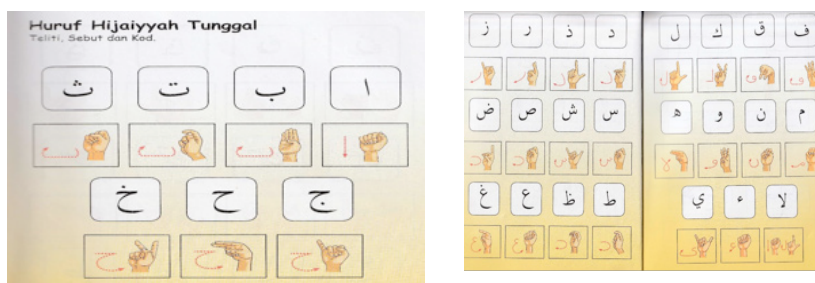 Huruf Hijaiyyah Tunggal
Teliti, Sebut dan Kod.
ا ب ت ث
ج ح خ
د ذ ر ز
س ش ص ض
ط ظ ع غ
ف ق ك ل
م ن و ه
لا ء ي